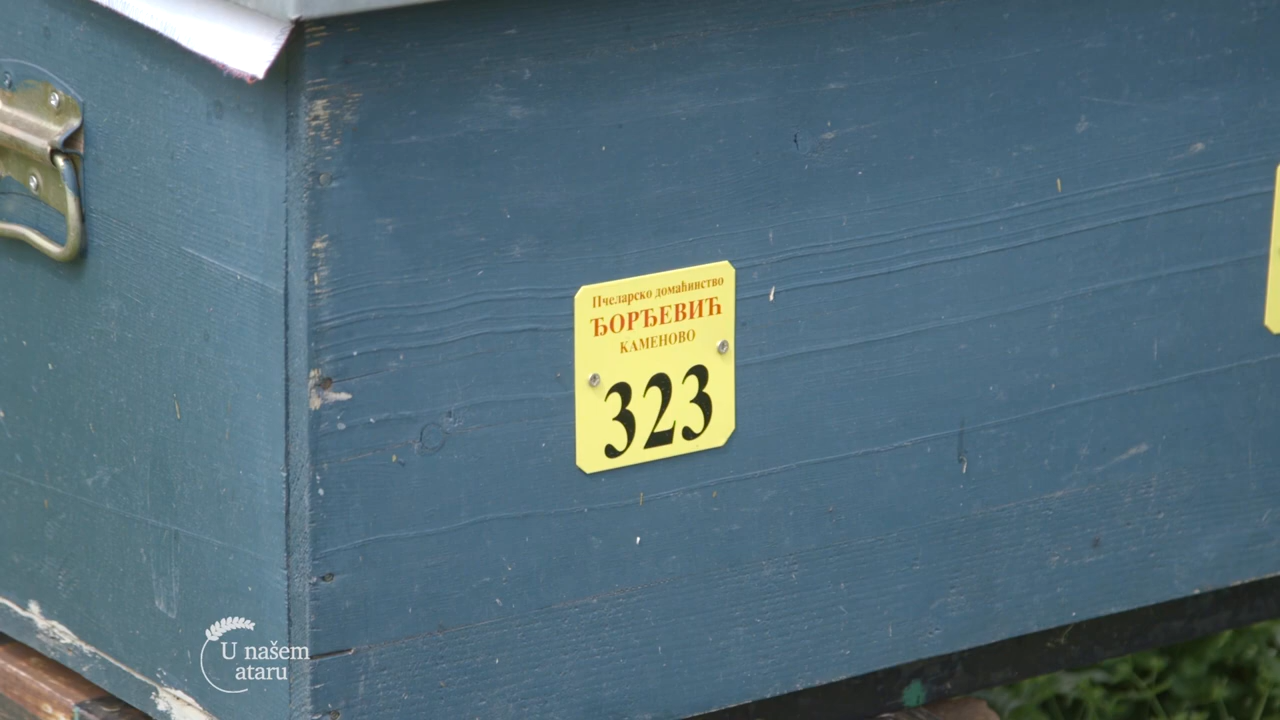 Пчеларско домаћинство
ЂОРЂЕВИЋ
КАМЕНОВО
323
U našem
ataru